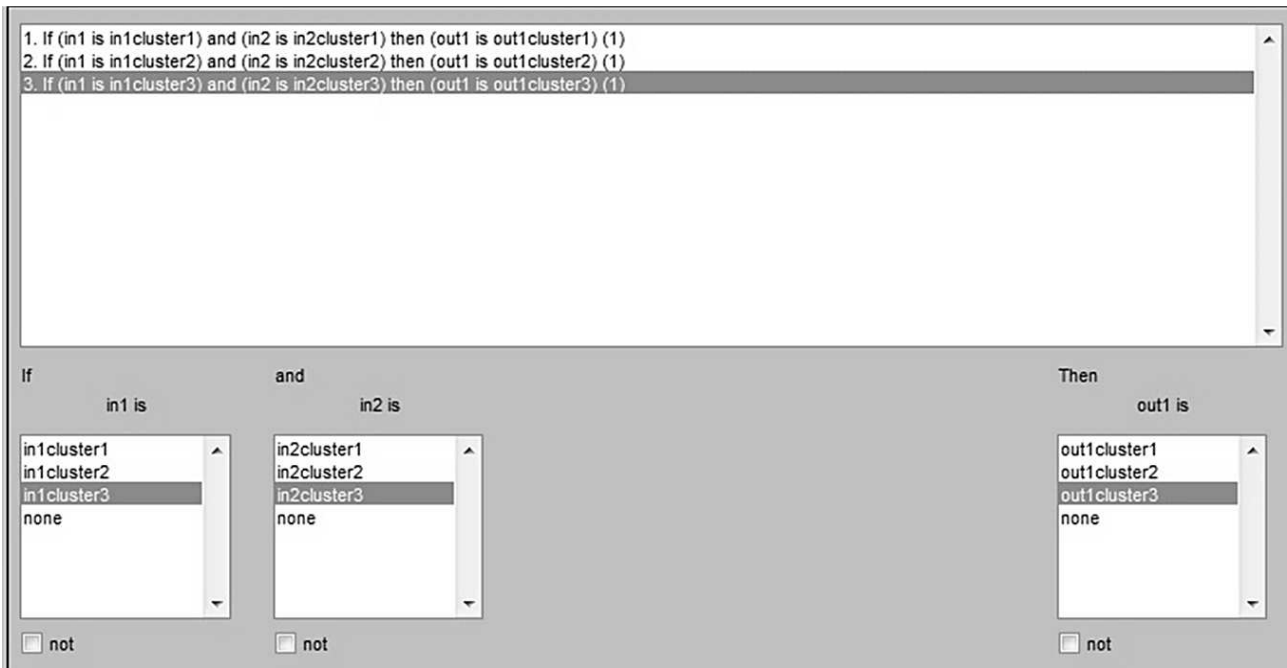 1. If (in1 is in1cluster1) and (in2 is in2cluster1) then (out1 is out1cluster1) (1)
2. If (in1 is in1cluster2) and (in2 is in2cluster2) then (out1 is out1cluster2) (1)
3. If (in1 is in1cluster3) and (in2 is in2cluster3) then (out1 is out1cluster3) (1)
If
in1 is
in1cluster1
in1cluster2
in1cluster3
none
not
and
in2 is
in2cluster1
in2cluster2
in2cluster3
none
not
Then
out1 is
out1cluster1
out1cluster2
out1cluster3
none
not